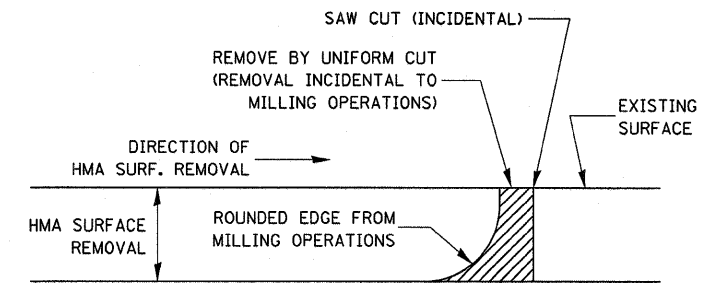 SAW CUT (INCIDENTAL)
REMOVE BY UNIFORM CUT
(REMOVAL INCIDENTAL TO
MILLING OPERATIONS)
EXISTING
SURFACE
DIRECTION OF
HMA SURF. REMOVAL
HMA SURFACE
REMOVAL
ROUNDED EDGE FROM
MILLING OPERATIONS